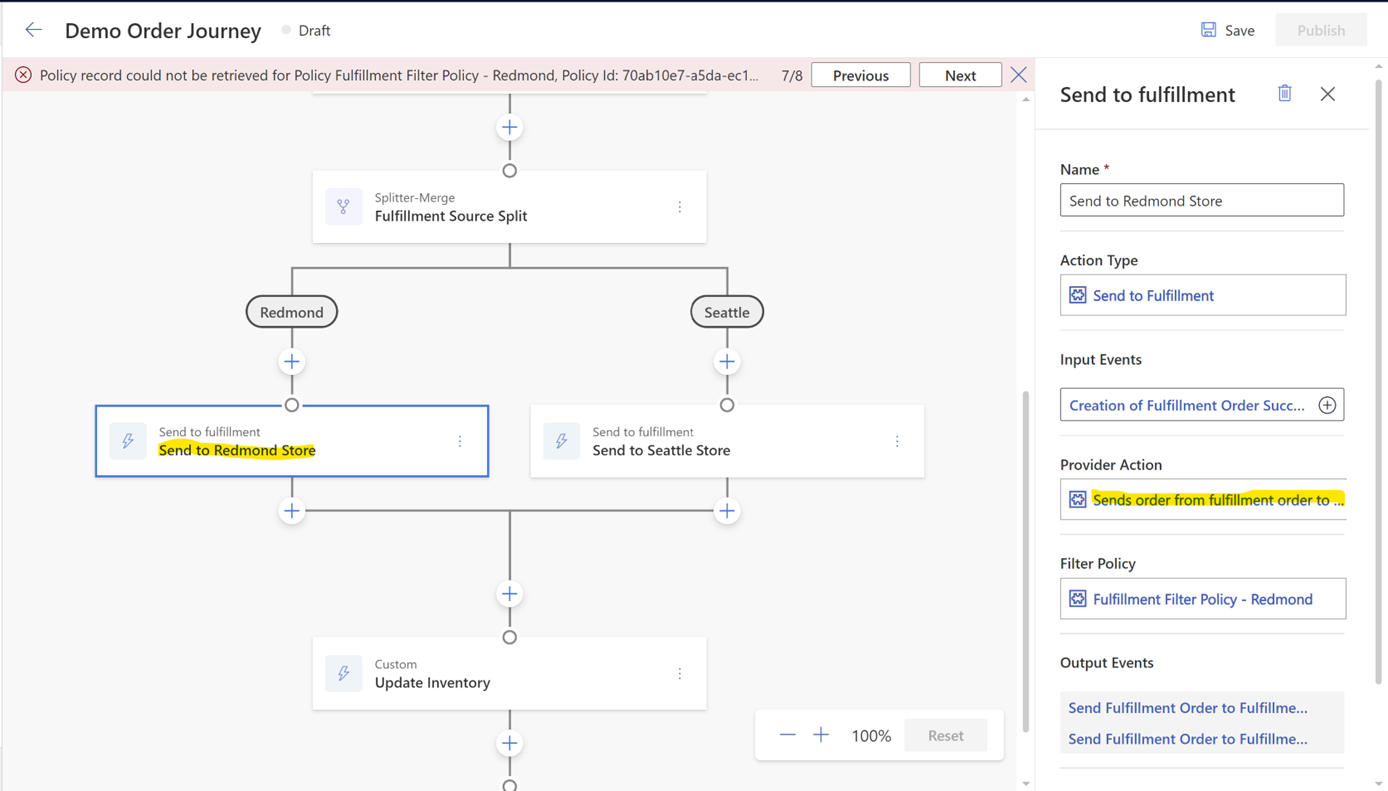 Demo Order Journey
Draft
Save
Publish
Policy record could not be retrieved for Policy Fulfillment Filter Policy - Redmond, Policy Id: 70ab10e7-a5da-ec1...
7/8
Previous
Next
Splitter-Merge
Fulfillment Source Split
Redmond
Seattle
Send to fulfillment
Send to Redmond Store
Send to fulfillment
Send to Seattle Store
Custom
Update Inventory
100%
Reset
Send to fulfillment
Name *
Send to Redmond Store
Action Type
Send to Fulfillment
Input Events
Creation of Fulfillment Order Succ...
Provider Action
Sends order from fulfillment order to ...
Filter Policy
Fulfillment Filter Policy - Redmond
Output Events
Send Fulfillment Order to Fulfillme...
Send Fulfillment Order to Fulfillme...